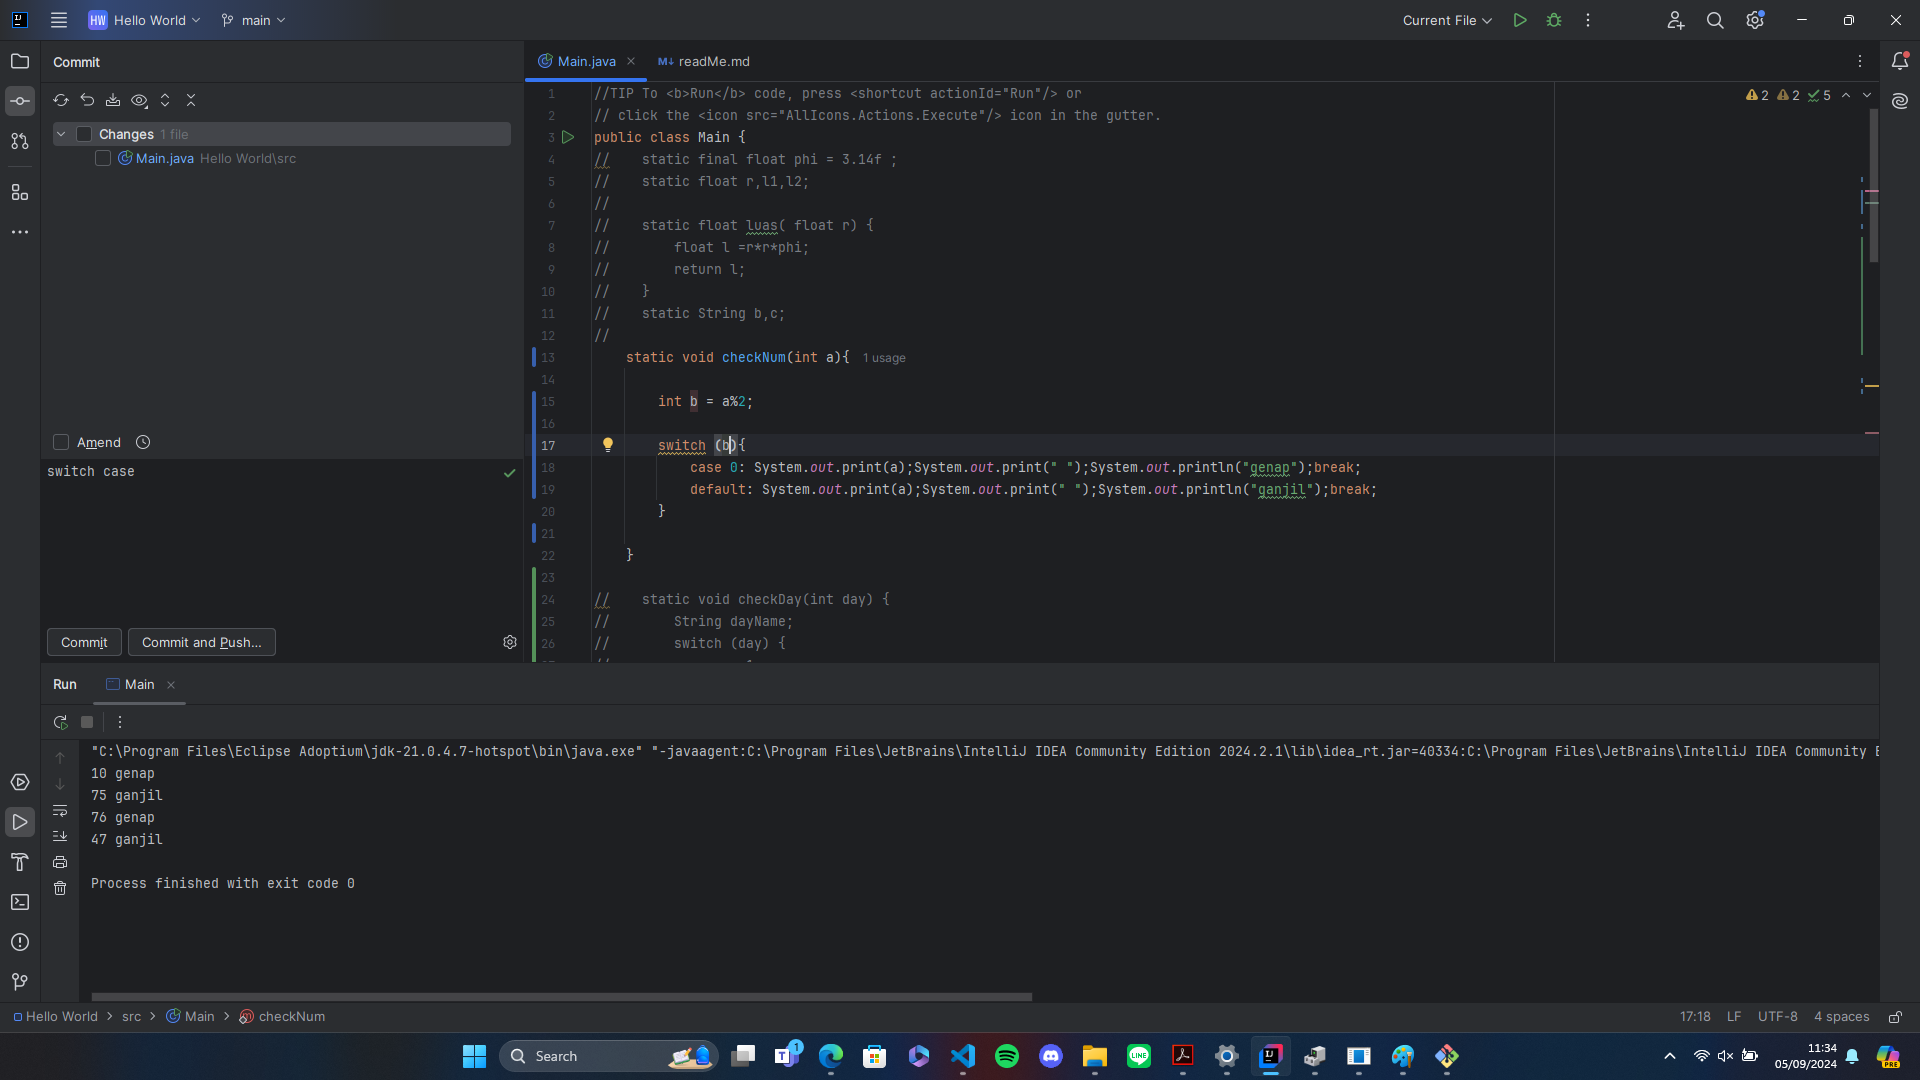 HW Hello World main Current File
Commit
Changes 1 file
Main.java Hello World\src
Amend
switch case
Commit Commit and Push...
Main.java readMe.md
2 2 5
1 //TIP To <b>Run</b> code, press <shortcut actionId="Run"/> or
2 // click the <icon src="AllIcons.Actions.Execute"/> icon in the gutter.
3 public class Main {
4 // static final float phi = 3.14f ;
5 // static float r,l1,l2;
6 //
7 // static float luas( float r) {
8 // float l =r*r*phi;
9 // return l;
10 // }
11 // static String b,c;
12 //
13 static void checkNum(int a){ 1 usage
14
15 int b = a%2;
16
17 switch (b){
18 case 0: System.out.print(a);System.out.print(" ");System.out.println("genap");break;
19 default: System.out.print(a);System.out.print(" ");System.out.println("ganjil");break;
20 }
21
22 }
23
24 // static void checkDay(int day) {
25 // String dayName;
26 // switch (day) {
Run Main
"C:\Program Files\Eclipse Adoptium\jdk-21.0.4.7-hotspot\bin\java.exe" "-javaagent:C:\Program Files\JetBrains\IntelliJ IDEA Community Edition 2024.2.1\lib\idea_rt.jar=40334:C:\Program Files\JetBrains\IntelliJ IDEA Community E
10 genap
75 ganjil
76 genap
47 ganjil
Process finished with exit code 0
Hello World > src > Main > checkNum 17:18 LF UTF-8 4 spaces
Search 1 11:34
05/09/2024